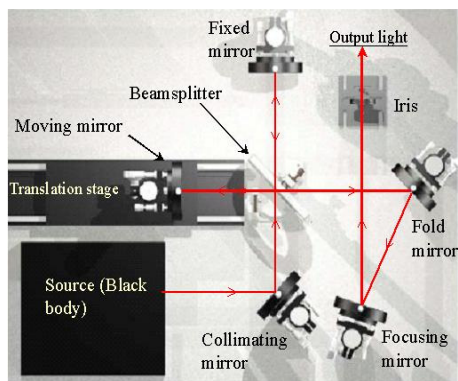 Fixed
mirror
Output light
Beamsplitter
Iris
Moving mirror
Translation stage
Fold
mirror
Source (Black
body)
Collimating
mirror
Focusing
mirror